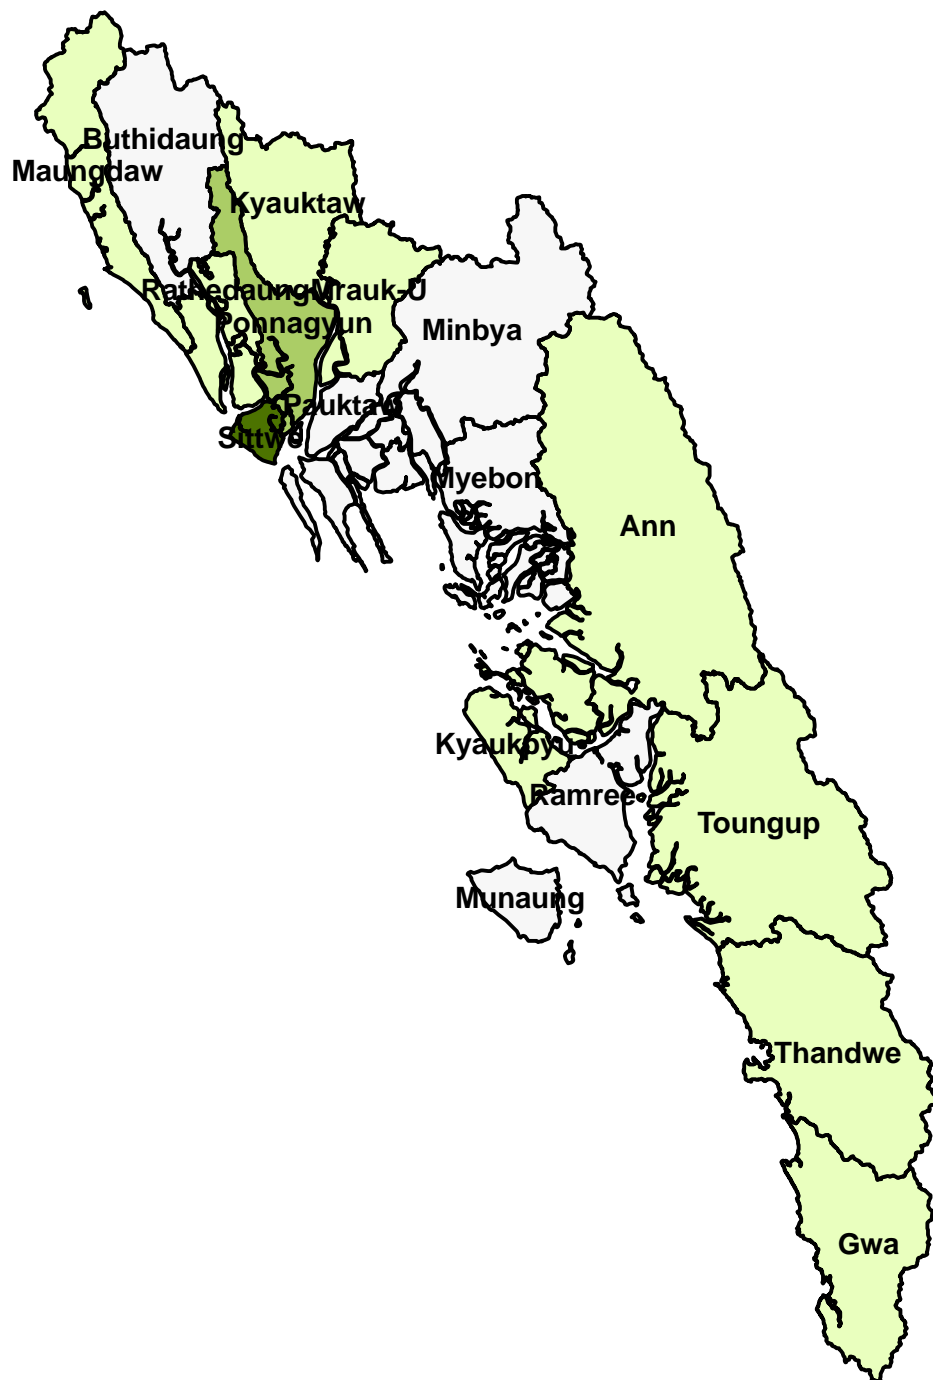 Buthidaung
Maungdaw
Kyauktaw
Rathedaung
Mrauk-U
Ponnagyun
Minbya
Pauktaw
Sittwe
Myebon
Ann
Kyaukpyu
Ramree
Toungup
Munaung
Thandwe
Gwa